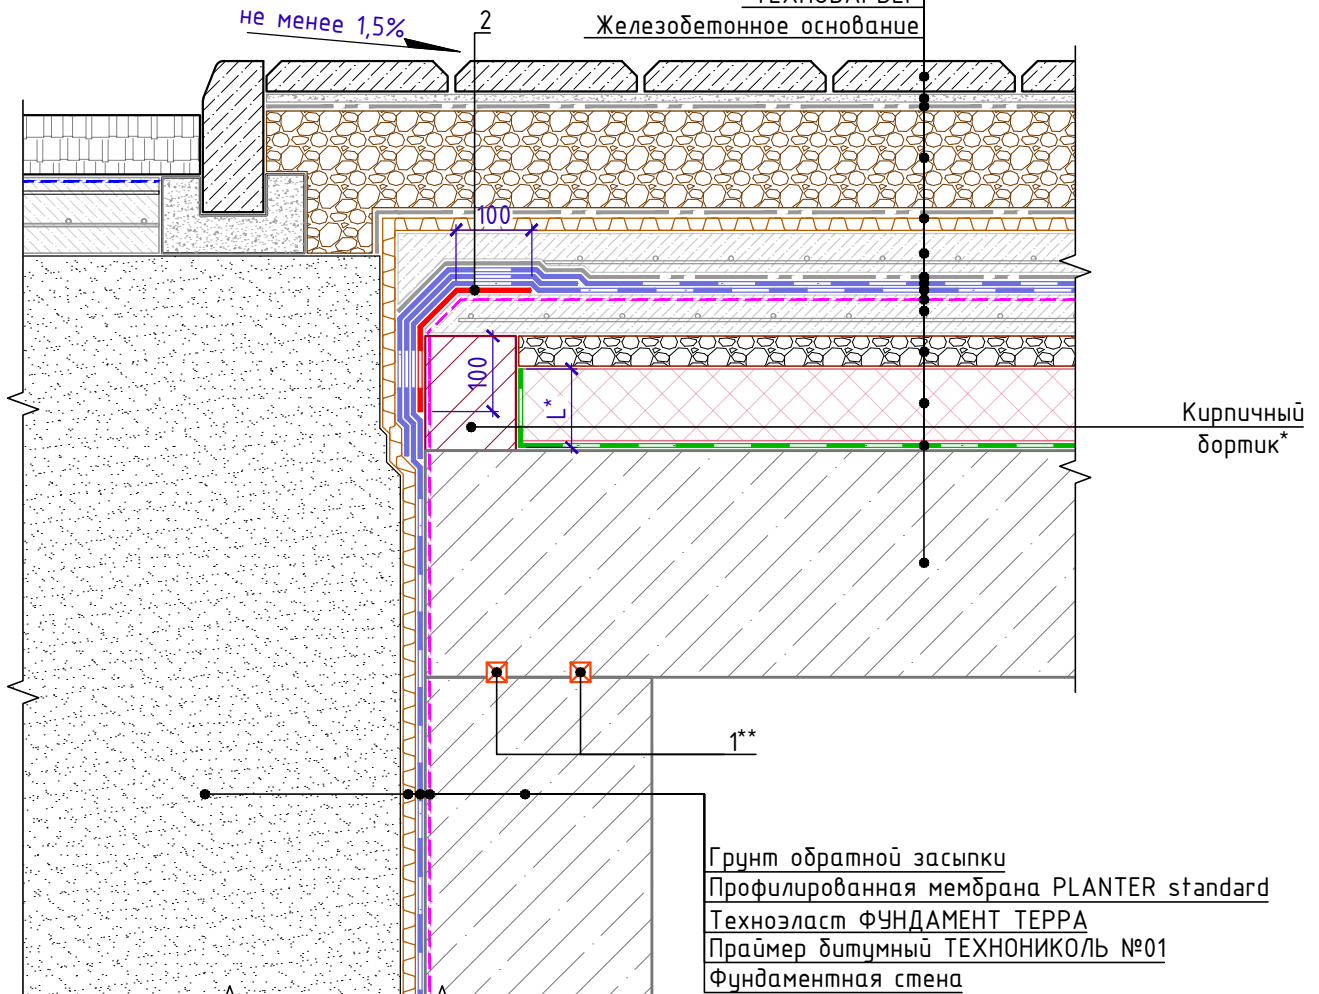 Железобетонное основание
не менее 1,5%
2
100
100
L*
Кирпичный
бортик*
1**
Грунт обратной засыпки
Профилированная мембрана PLANTER standard
Техноэласт ФУНДАМЕНТ ТЕРРА
Праймер битумный ТЕХНОНИКОЛЬ №01
Фундаментная стена